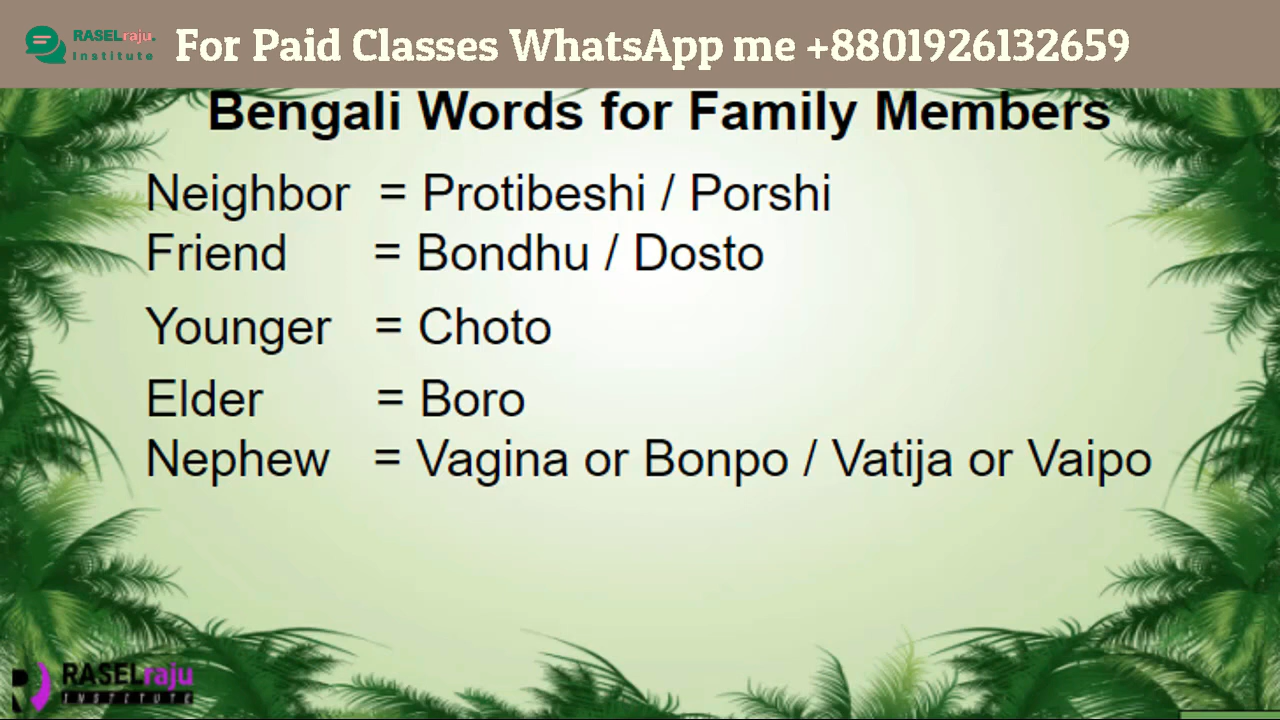 RASELraju.
Institute
For Paid Classes WhatsApp me +8801926132659
Bengali Words for Family Members
Neighbor = Protibeshi / Porshi
Friend = Bondhu / Dosto
Younger = Choto
Elder = Boro
Nephew = Vagina or Bonpo / Vatija or Vaipo
RASELraju
INSTITUTE